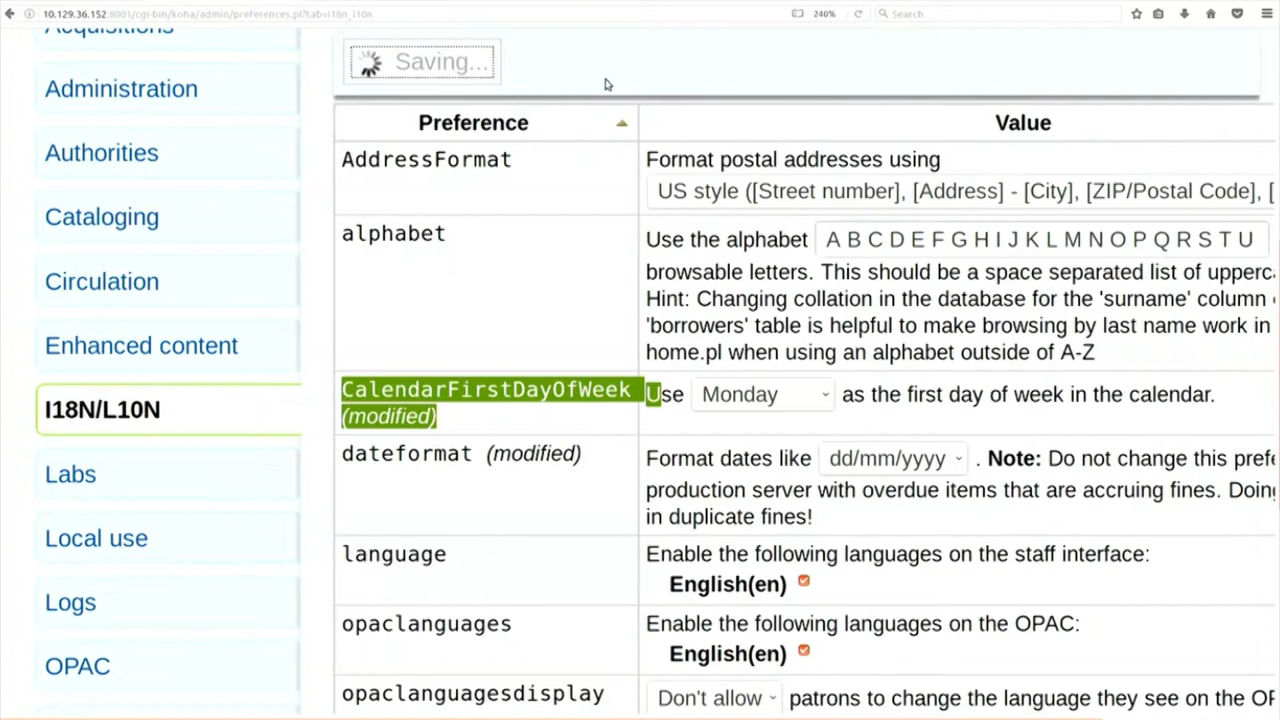 10.129.36.152:8001/cgi-bin/koha/admin/preferences.pl?tab=I18n_l10n
240%
Search
Acquisitions
Administration
Authorities
Cataloging
Circulation
Enhanced content
I18N/L10N
Labs
Local use
Logs
OPAC
Saving...
Preference Value
AddressFormat
Format postal addresses using
US style ([Street number], [Address] - [City], [ZIP/Postal Code], [
alphabet
Use the alphabet A B C D E F G H I J K L M N O P Q R S T U
browsable letters. This should be a space separated list of upperc
Hint: Changing collation in the database for the 'surname' column
'borrowers' table is helpful to make browsing by last name work in
home.pl when using an alphabet outside of A-Z
CalendarFirstDayOfWeek
(modified)
Use Monday as the first day of week in the calendar.
dateformat (modified)
Format dates like dd/mm/yyyy . Note: Do not change this prefe
production server with overdue items that are accruing fines. Doing
in duplicate fines!
language
Enable the following languages on the staff interface:
English(en)
opaclanguages
Enable the following languages on the OPAC:
English(en)
opaclanguagesdisplay
Don't allow patrons to change the language they see on the OP